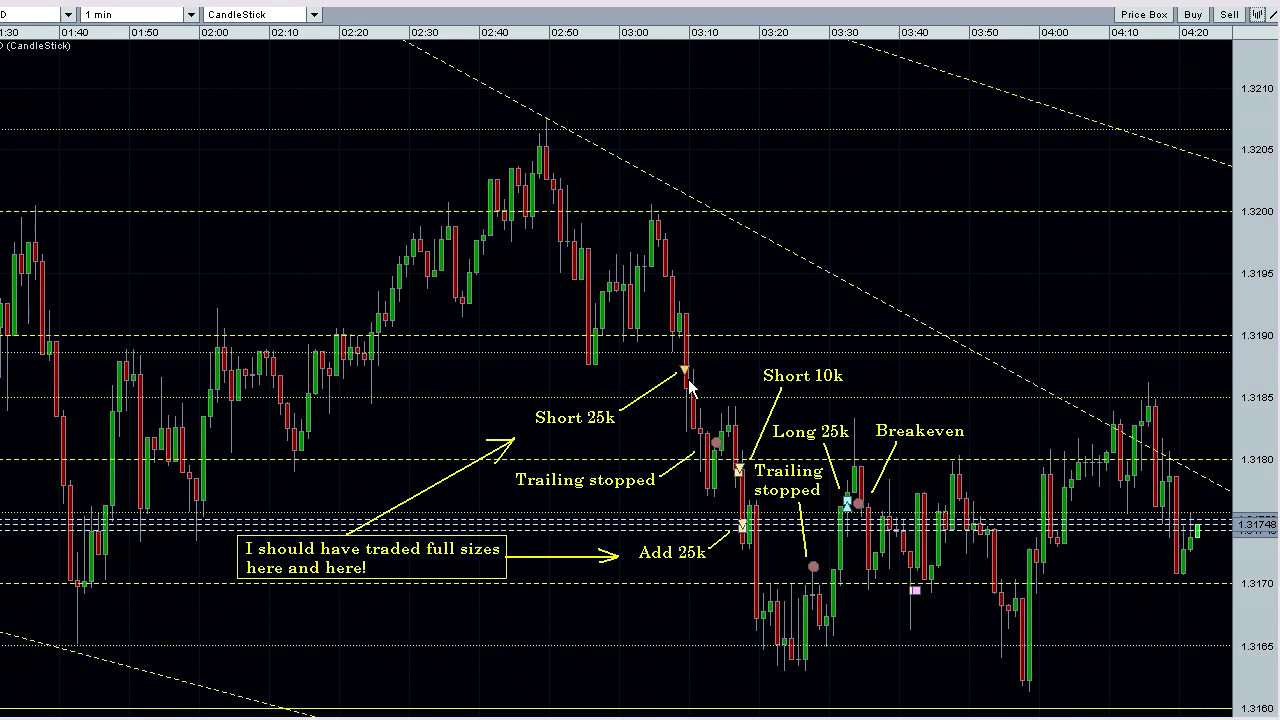 D 1 min CandleStick Price Box Buy Sell
1:30 01:40 01:50 02:00 02:10 02:20 02:30 02:40 02:50 03:00 03:10 03:20 03:30 03:40 03:50 04:00 04:10 04:20
(CandleStick)
1.3210
1.3205
1.3200
1.3195
1.3190
Short 10k
1.3185
Short 25k
Long 25k
Breakeven
1.3180
Trailing
stopped
Trailing stopped
1.31748
I should have traded full sizes
here and here!
Add 25k
1.3170
1.3165
1.3160